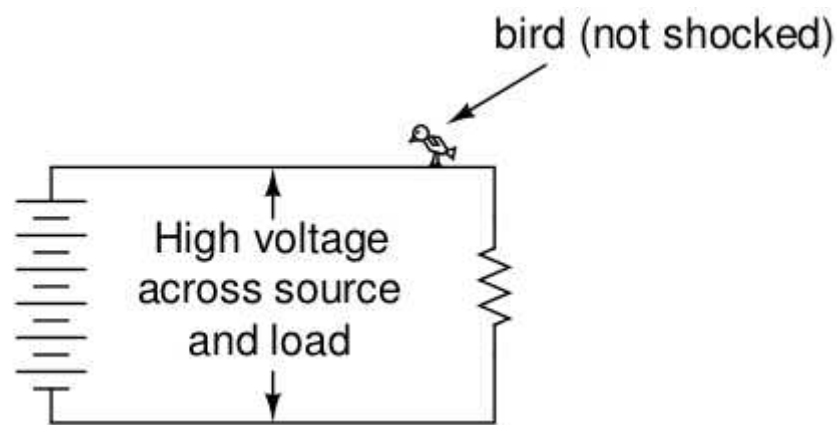 bird (not shocked)
High voltage
across source
and load